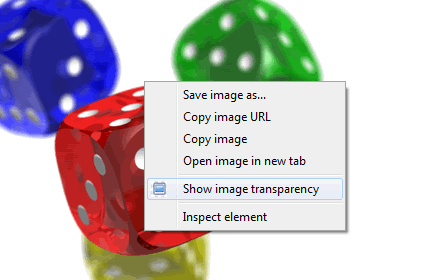 Save image as...
Copy image URL
Copy image
Open image in new tab
Show image transparency
Inspect element